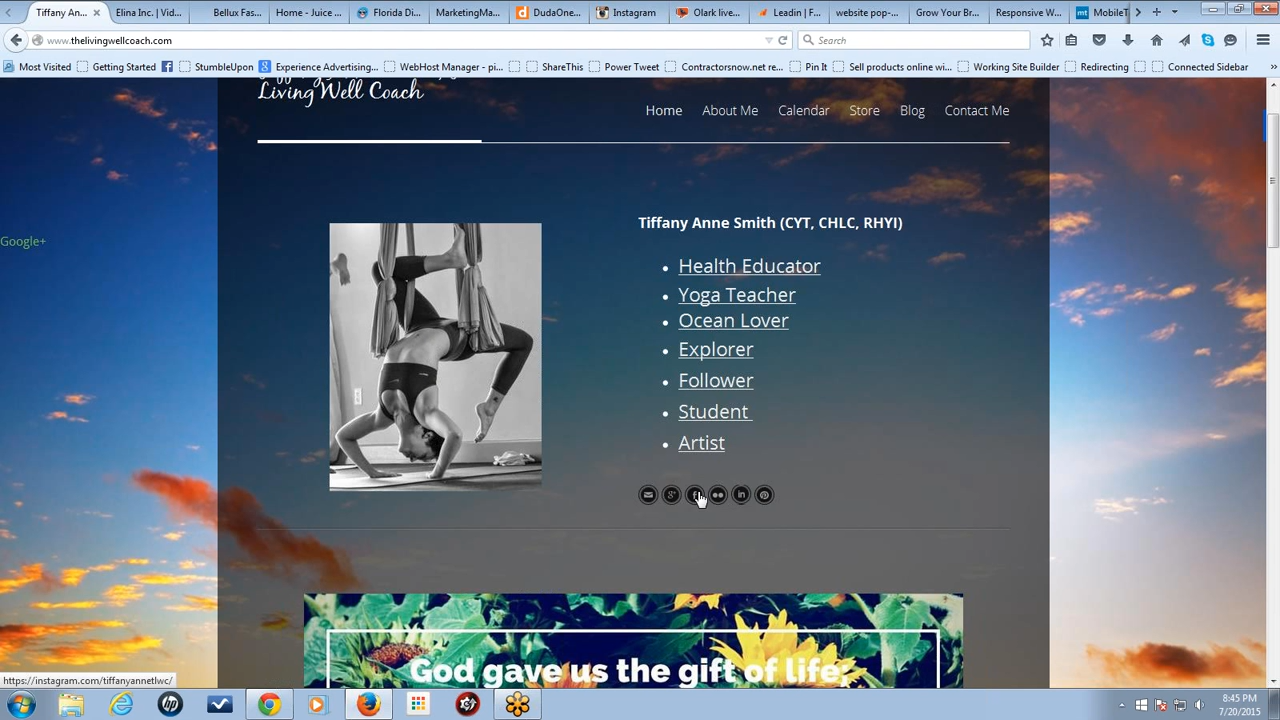 Tiffany An...
Elina Inc. | Vid...
Bellux Fas...
Home - Juice ...
Florida Di...
MarketingMa...
DudaOne...
Instagram
Olark live...
Leadin | F...
website pop-...
Grow Your Br...
Responsive W...
MobileT
www.thelivingwellcoach.com
Search
Most Visited
Getting Started
StumbleUpon
Experience Advertising...
WebHost Manager - pi...
ShareThis
Power Tweet
Contractorsnow.net re...
Pin It
Sell products online wi...
Working Site Builder
Redirecting
Connected Sidebar
LivingWell Coach
Home
About Me
Calendar
Store
Blog
Contact Me
Google+
Tiffany Anne Smith (CYT, CHLC, RHYI)
• Health Educator
• Yoga Teacher
• Ocean Lover
• Explorer
• Follower
• Student
• Artist
God gave us the gift of life;
https://instagram.com/tiffanyannetlwc/
8:45 PM
7/20/2015